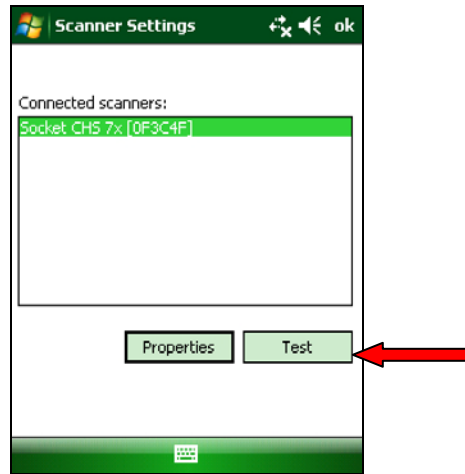 Scanner Settings ok
Connected scanners:
Socket CHS 7x [0F3C4F]
Properties Test